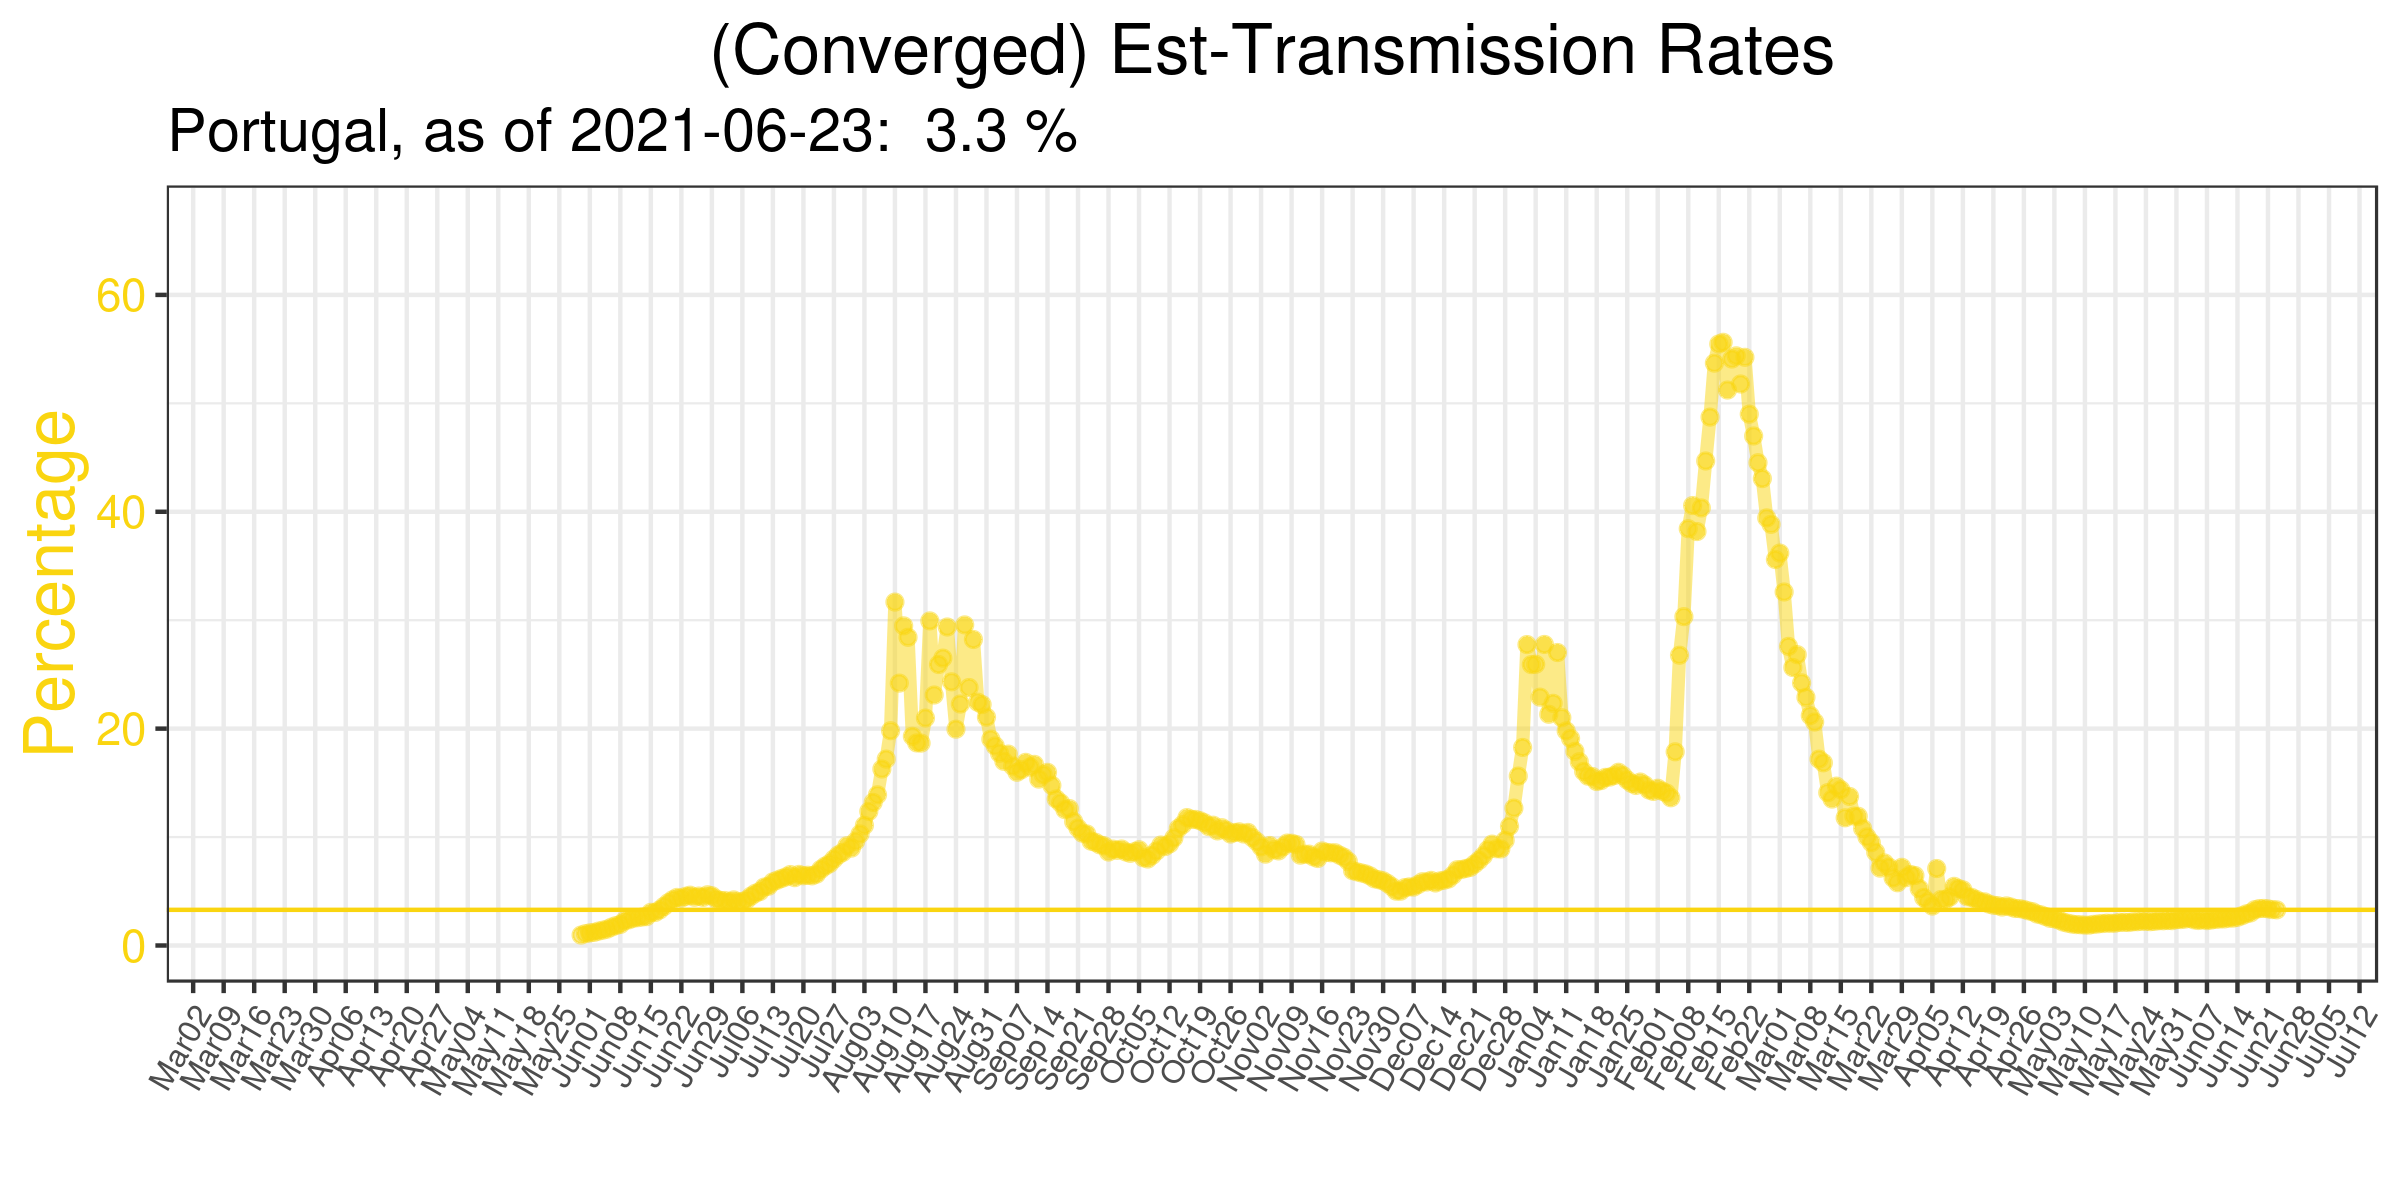 (Converged) Est-Transmission Rates
Portugal, as of 2021-06-23:  3.3 %
Percentage
60
40
20
0
Mar02
Mar09
Mar16
Mar23
Mar30
Apr06
Apr13
Apr20
Apr27
May04
May11
May18
May25
Jun01
Jun08
Jun15
Jun22
Jun29
Jul06
Jul13
Jul20
Jul27
Aug03
Aug10
Aug17
Aug24
Aug31
Sep07
Sep14
Sep21
Sep28
Oct05
Oct12
Oct19
Oct26
Nov02
Nov09
Nov16
Nov23
Nov30
Dec07
Dec14
Dec21
Dec28
Jan04
Jan11
Jan18
Jan25
Feb01
Feb08
Feb15
Feb22
Mar01
Mar08
Mar15
Mar22
Mar29
Apr05
Apr12
Apr19
Apr26
May03
May10
May17
May24
May31
Jun07
Jun14
Jun21
Jun28
Jul05
Jul12